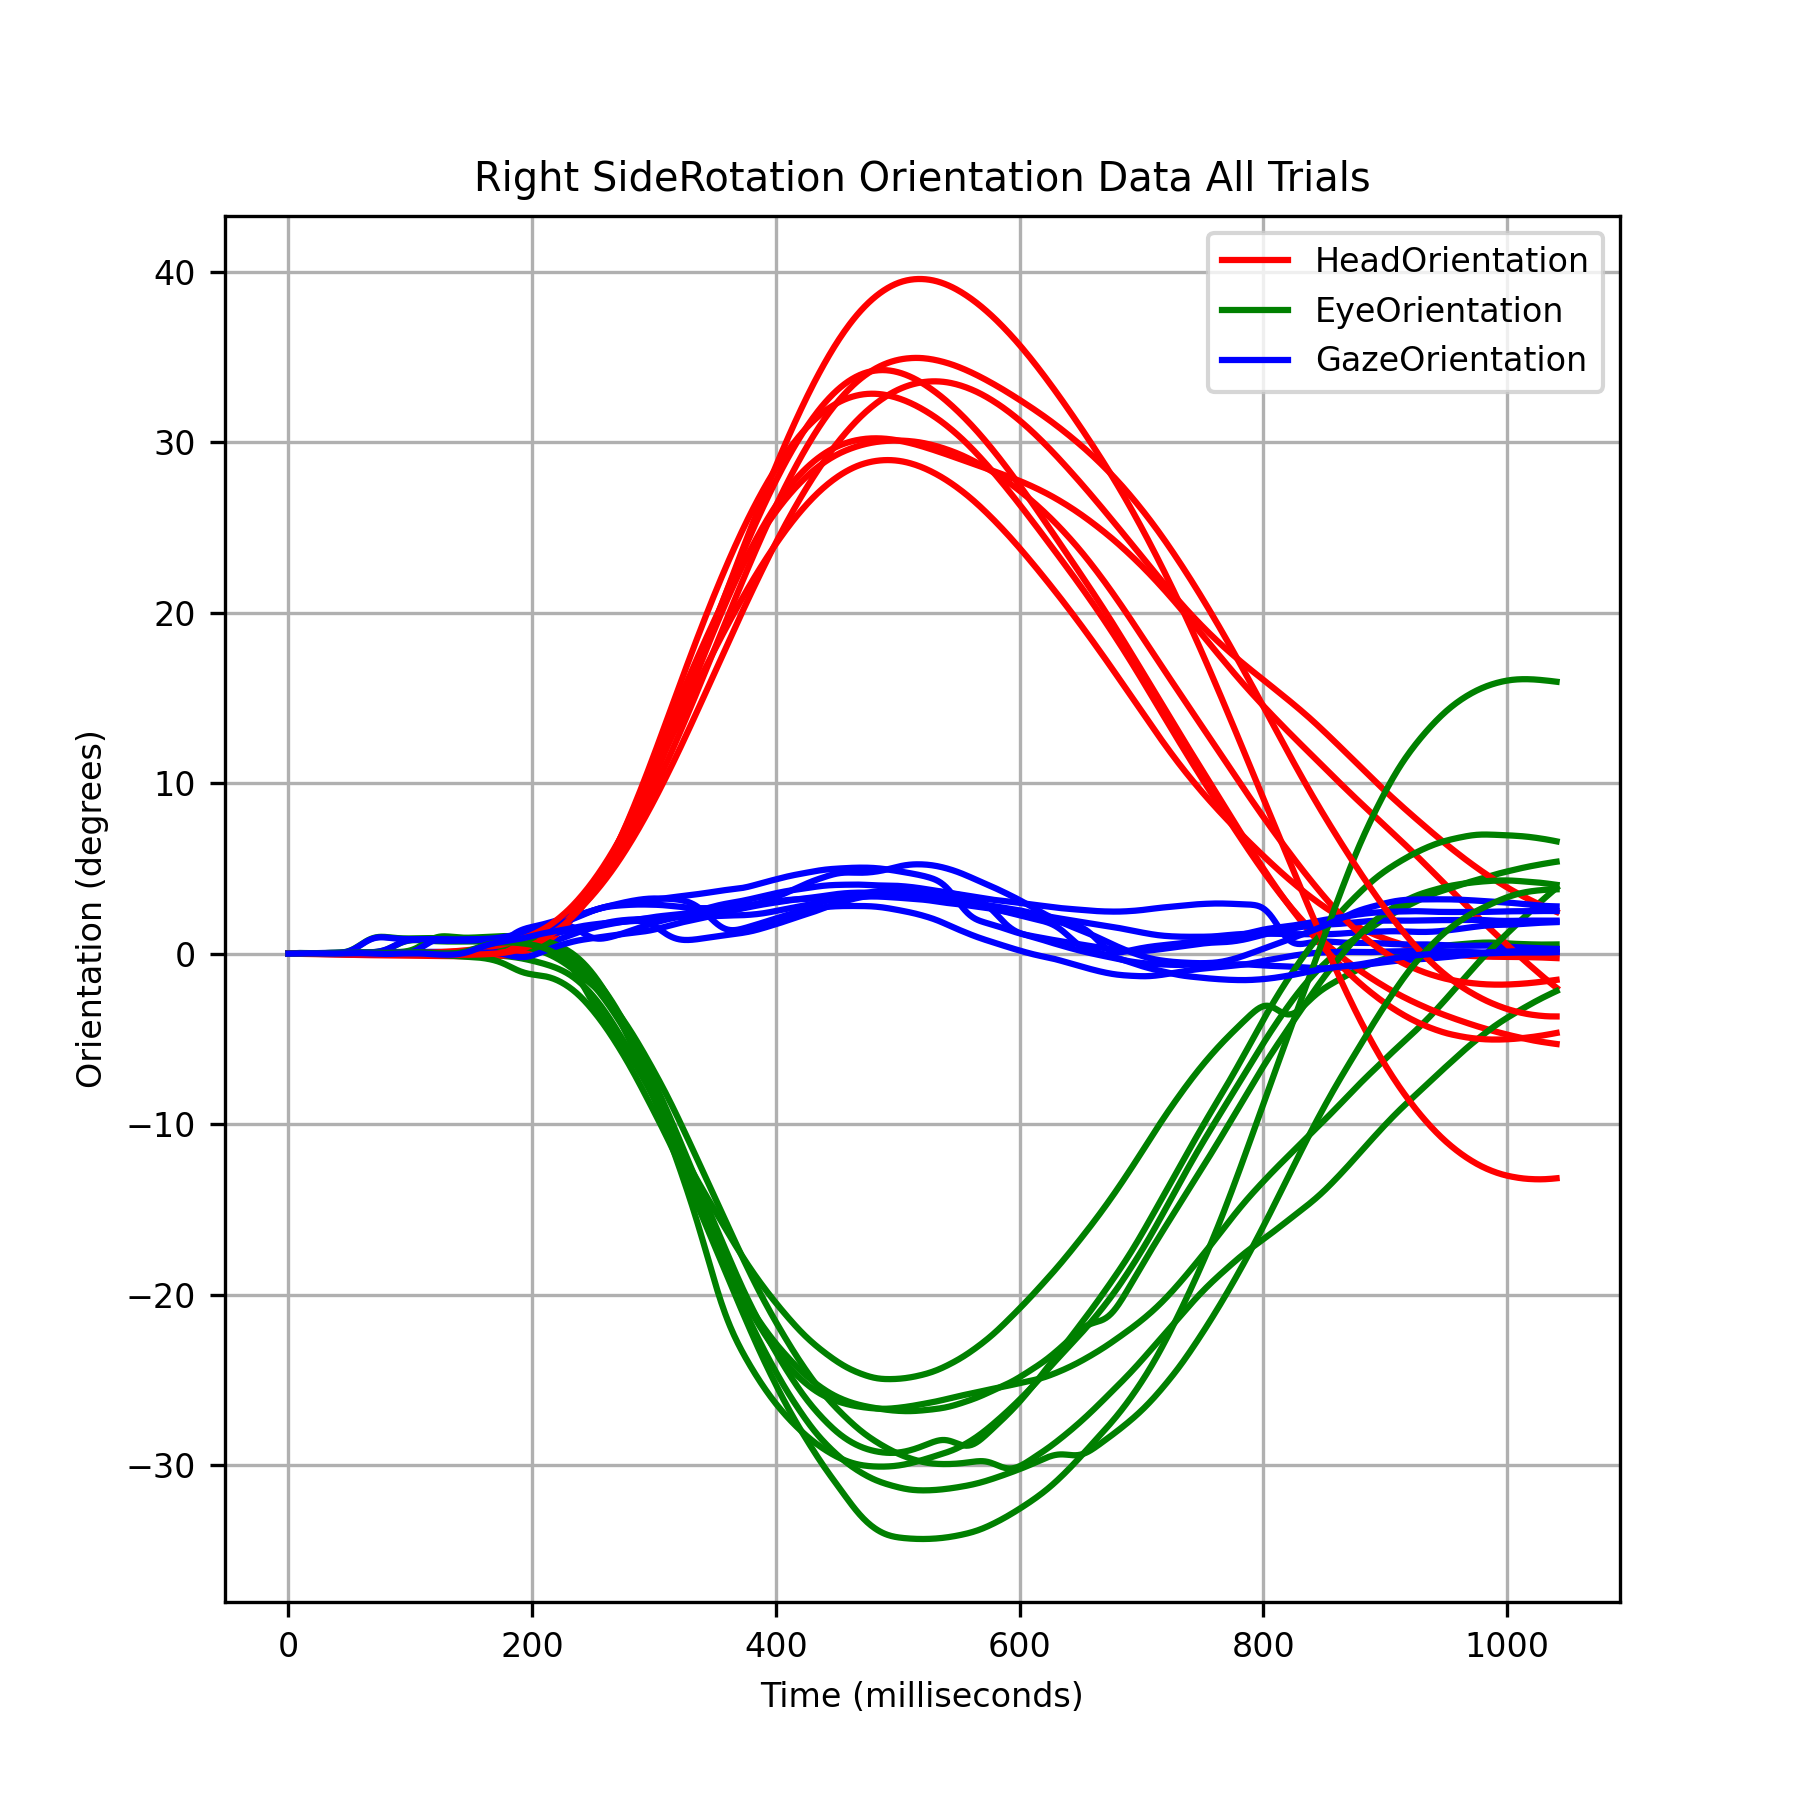 Right SideRotation Orientation Data All Trials
HeadOrientation
EyeOrientation
GazeOrientation
40
30
20
10
0
−10
−20
−30
Orientation (degrees)
0 200 400 600 800 1000
Time (milliseconds)